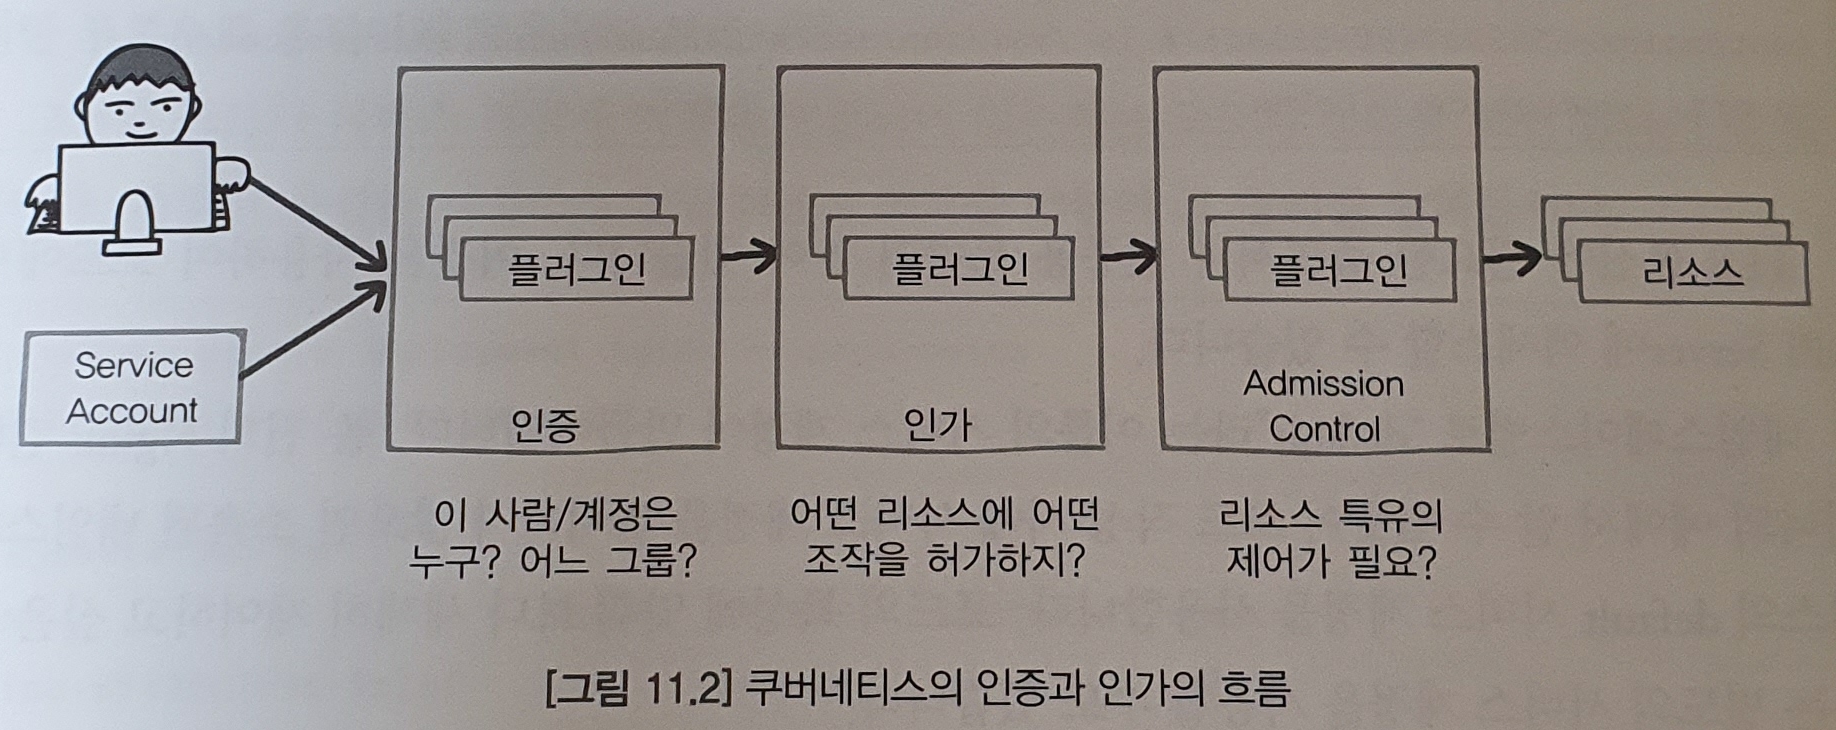 플러그인
플러그인
플러그인
리소스
Service
Account
인증
인가
Admission
Control
이 사람/계정은
누구? 어느 그룹?
어떤 리소스에 어떤
조작을 허가하지?
리소스 특유의
제어가 필요?
[그림 11.2] 쿠버네티스의 인증과 인가의 흐름